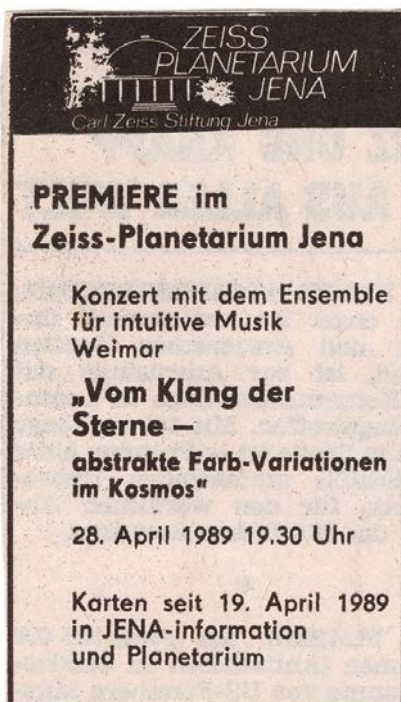 ZEISS
PLANETARIUM
JENA
Carl Zeiss Stiftung Jena
PREMIERE im
Zeiss-Planetarium Jena
Konzert mit dem Ensemble
für intuitive Musik
Weimar
„Vom Klang der
Sterne –
abstrakte Farb-Variationen
im Kosmos“
28. April 1989 19.30 Uhr
Karten seit 19. April 1989
in JENA-information
und Planetarium